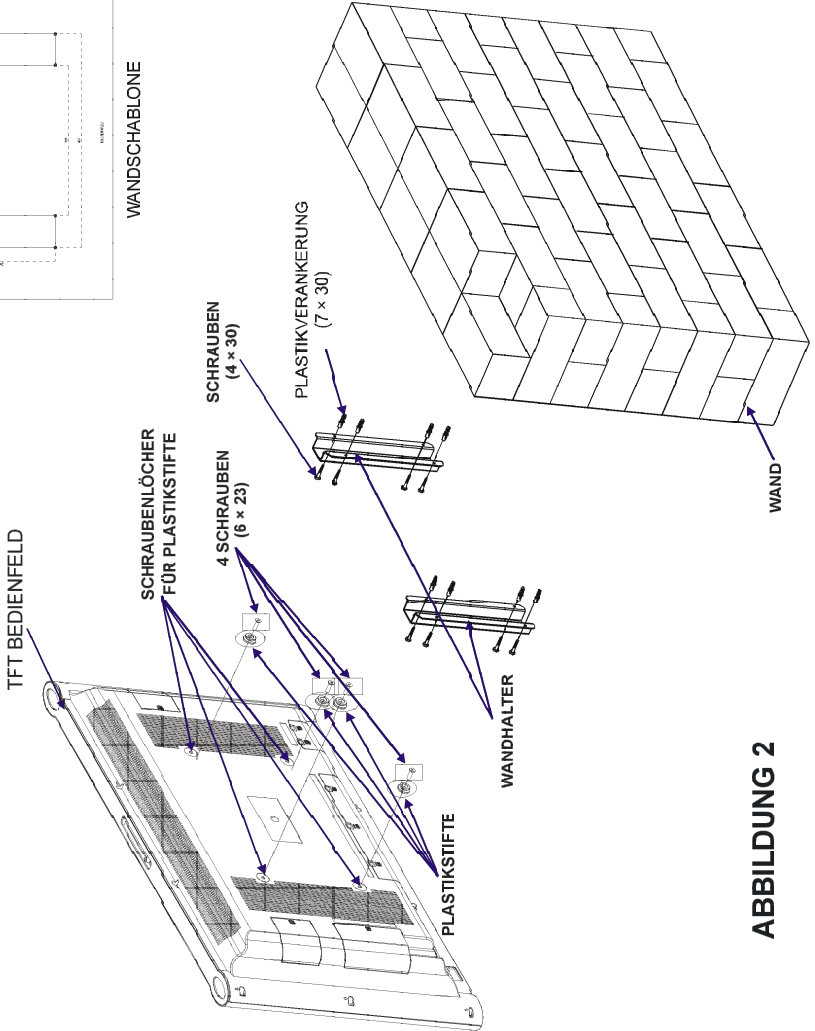 WANDSCHABLONE
TFT BEDIENFELD
SCHRAUBENLÖCHER
FÜR PLASTIKSTIFTE
4 SCHRAUBEN
(6 × 23)
SCHRAUBEN
(4 × 30)
PLASTIKVERANKERUNG
(7 × 30)
PLASTIKSTIFTE
WANDHALTER
WAND
ABBILDUNG 2